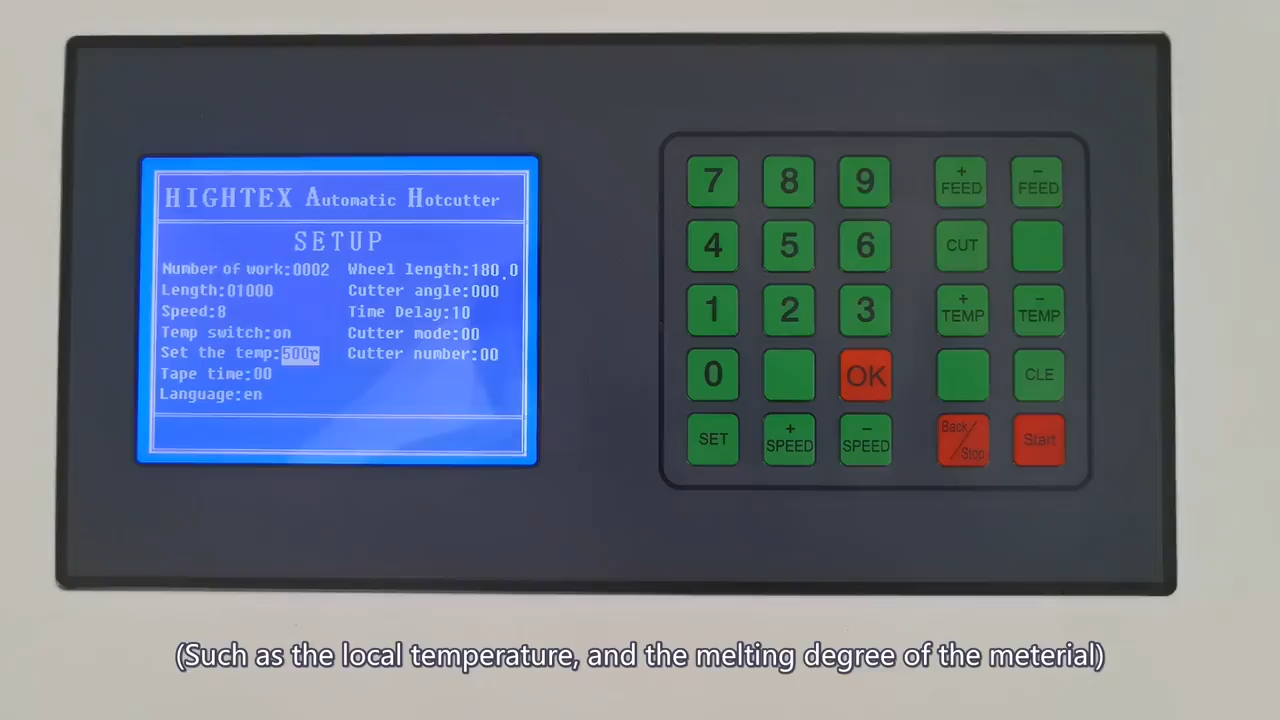 HIGHTEX Automatic Hotcutter
SETUP
Number of work:0002
Wheel length:180.0
Length:01000
Cutter angle:000
Speed:8
Time Delay:10
Temp switch:on
Cutter mode:00
Set the temp:500℃
Cutter number:00
Tape time:00
Language:en
7 8 9 + FEED - FEED
4 5 6 CUT
1 2 3 + TEMP - TEMP
0 OK CLE
SET + SPEED - SPEED Back/Stop Start
(Such as the local temperature, and the melting degree of the meterial)